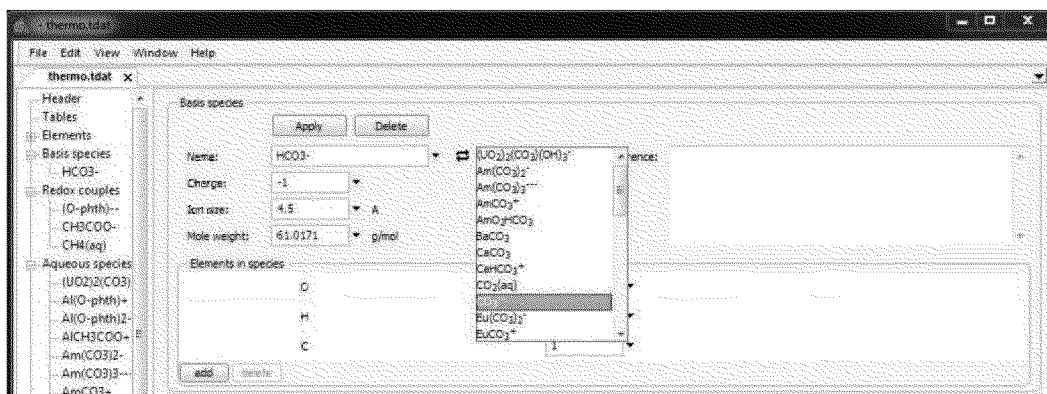 - thermo.tdat
File Edit View Window Help
thermo.tdat x
Header
Tables
Elements
Basis species
HCO3-
Redox couples
(O-phth)--
CH3COO-
CH4(aq)
Aqueous species
(UO2)2(CO3)
Al(O-phth)+
Al(O-phth)2-
AlCH3COO+
Am(CO3)2-
Am(CO3)3--
AmCO3+
Basis species
Apply Delete
Name: HCO3-
Charge: -1
Ion size: 4.5 A
Mole weight: 61.0171 g/mol
(UO₂)₂(CO₃)(OH)₃⁻
Am(CO₃)₂⁻
Am(CO₃)₃⁻⁻⁻
AmCO₃⁺
AmO₂HCO₃
BaCO₃
CaCO₃
CaHCO₃⁺
CO₂(aq)
Eu(CO₃)₂⁻
EuCO₃⁺
rence:
Elements in species
O
H
C 1
add delete